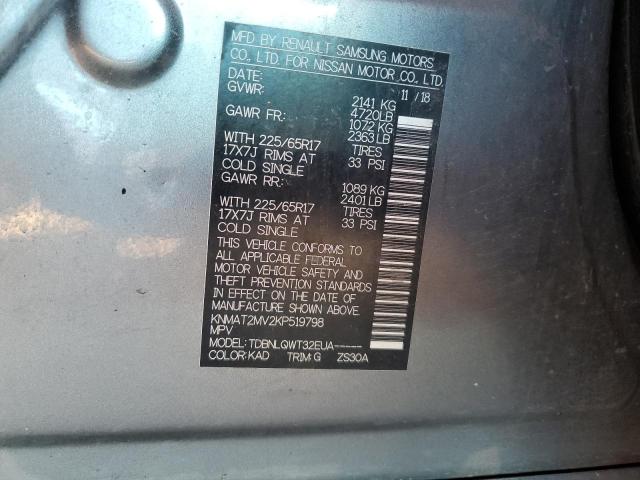 MFD BY RENAULT SAMSUNG MOTORS
CO., LTD. FOR NISSAN MOTOR CO., LTD.
DATE: 11 / 18
GVWR: 2141 KG
4720LB
GAWR FR: 1072 KG
2363 LB
WITH 225/65R17 TIRES
17X7J RIMS AT 33 PSI
COLD SINGLE
GAWR RR: 1089 KG
2401 LB
WITH 225/65R17 TIRES
17X7J RIMS AT 33 PSI
COLD SINGLE
THIS VEHICLE CONFORMS TO
ALL APPLICABLE FEDERAL
MOTOR VEHICLE SAFETY AND
THEFT PREVENTION STANDARDS
IN EFFECT ON THE DATE OF
MANUFACTURE SHOWN ABOVE.
KNMAT2MV2KP519798
MPV
MODEL: TDBNLQWT32EUA-----
COLOR:KAD TRIM:G ZS30A